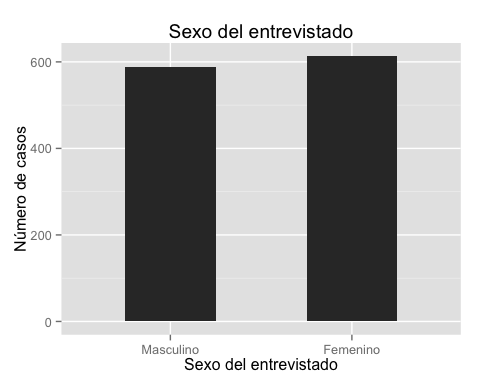 Sexo del entrevistado
Número de casos
600
400
200
0
Masculino Femenino
Sexo del entrevistado